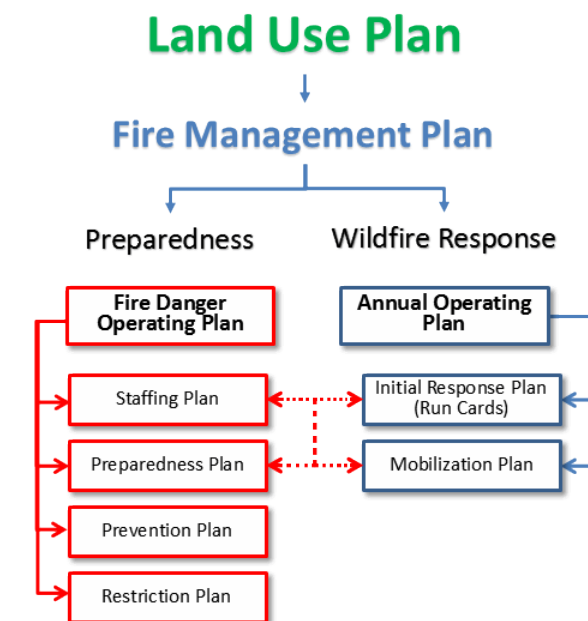 Land Use Plan
Fire Management Plan
Preparedness
Wildfire Response
Fire Danger
Operating Plan
Annual Operating
Plan
Staffing Plan
Initial Response Plan
(Run Cards)
Preparedness Plan
Mobilization Plan
Prevention Plan
Restriction Plan